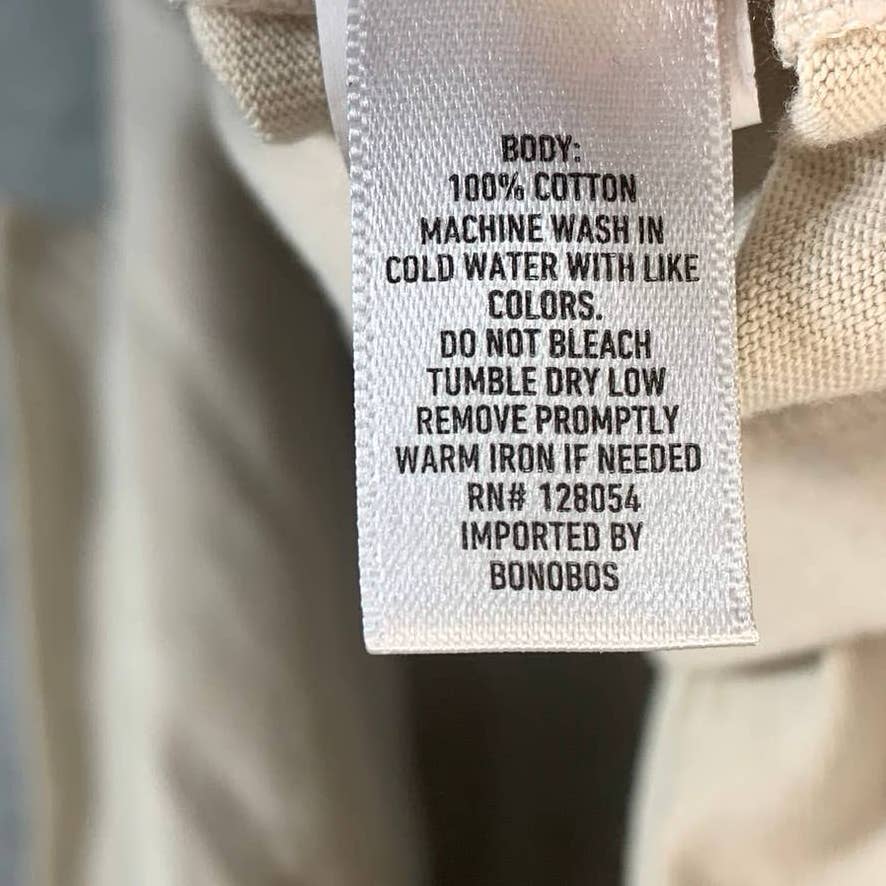 BODY:
100% COTTON
MACHINE WASH IN
COLD WATER WITH LIKE
COLORS.
DO NOT BLEACH
TUMBLE DRY LOW
REMOVE PROMPTLY
WARM IRON IF NEEDED
RN# 128054
IMPORTED BY
BONOBOS